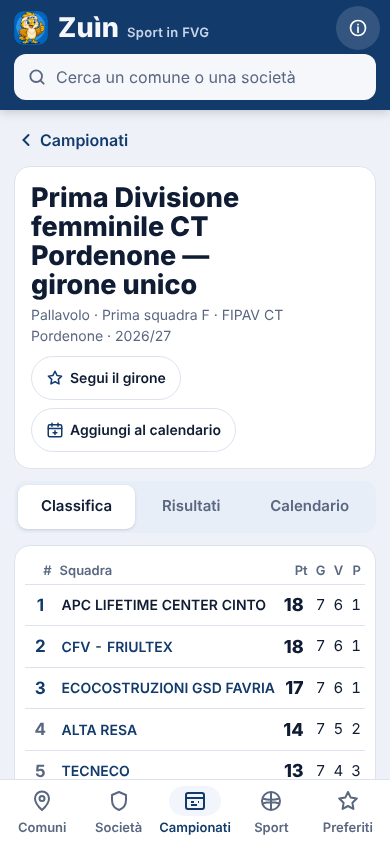 Zuìn Sport in FVG
Cerca un comune o una società
Campionati
Prima Divisione
femminile CT
Pordenone —
girone unico
Pallavolo · Prima squadra F · FIPAV CT
Pordenone · 2026/27
Segui il girone
Aggiungi al calendario
Classifica Risultati Calendario
# Squadra Pt G V P
1 APC LIFETIME CENTER CINTO 18 7 6 1
2 CFV - FRIULTEX 18 7 6 1
3 ECOCOSTRUZIONI GSD FAVRIA 17 7 6 1
4 ALTA RESA 14 7 5 2
5 TECNECO 13 7 4 3
Comuni Società Campionati Sport Preferiti